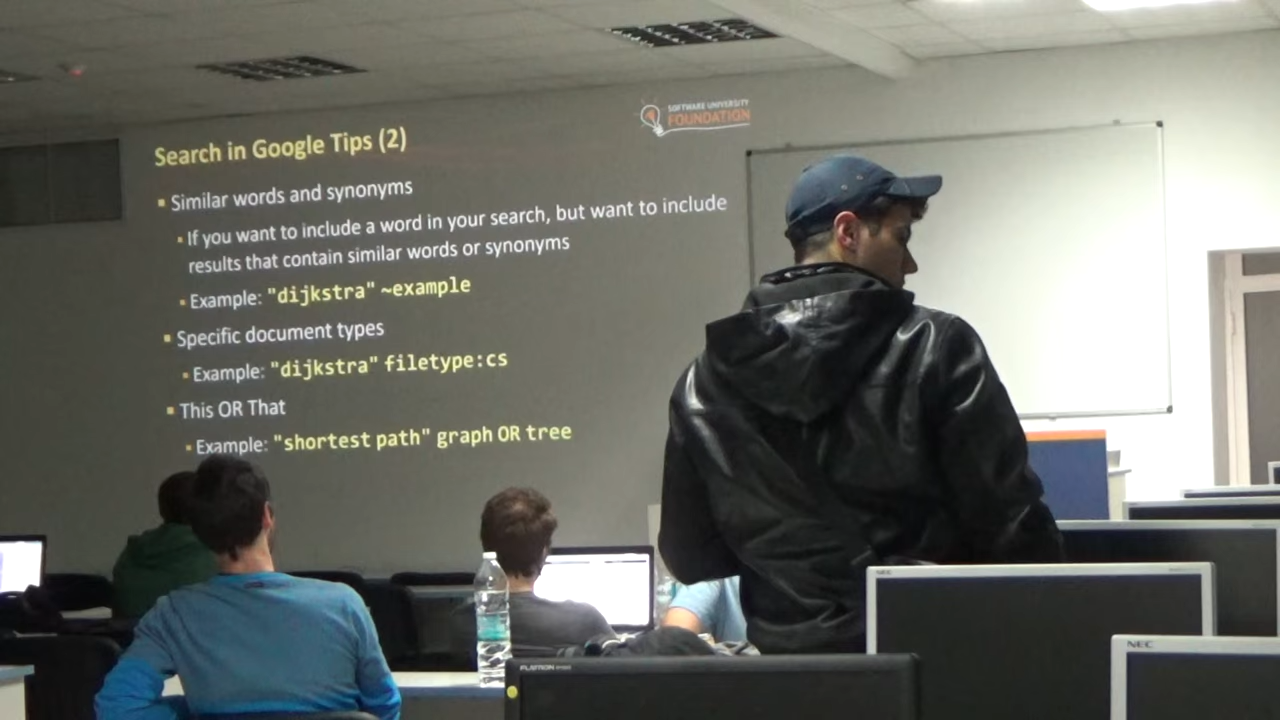 SOFTWARE UNIVERSITY
FOUNDATION
Search in Google Tips (2)
Similar words and synonyms
If you want to include a word in your search, but want to include
results that contain similar words or synonyms
Example: "dijkstra" ~example
Specific document types
Example: "dijkstra" filetype:cs
This OR That
Example: "shortest path" graph OR tree
NEC
NEC